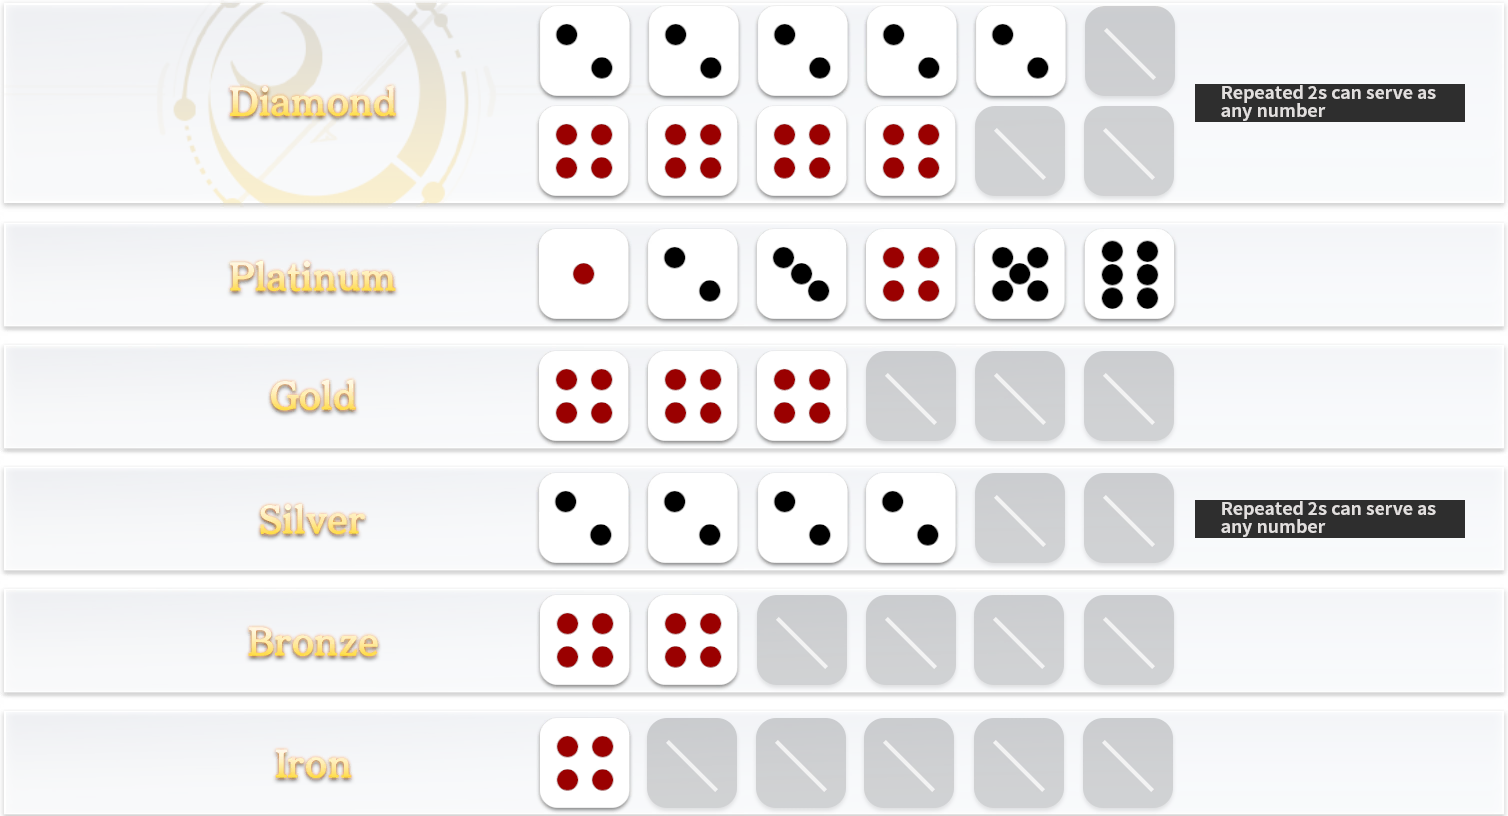 Diamond
Repeated 2s can serve as
any number
Platinum
Gold
Silver
Repeated 2s can serve as
any number
Bronze
Iron